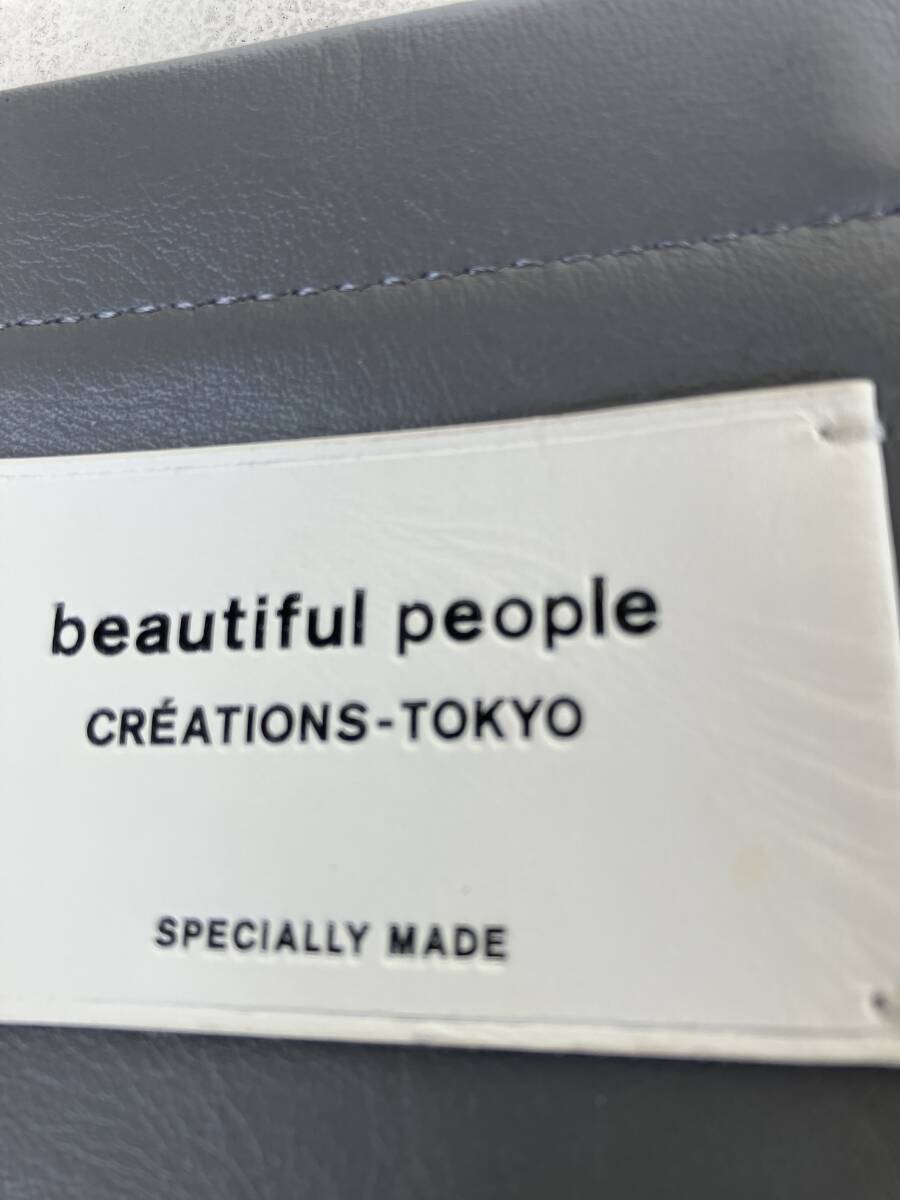 beautiful people
CRÉATIONS-TOKYO
SPECIALLY MADE